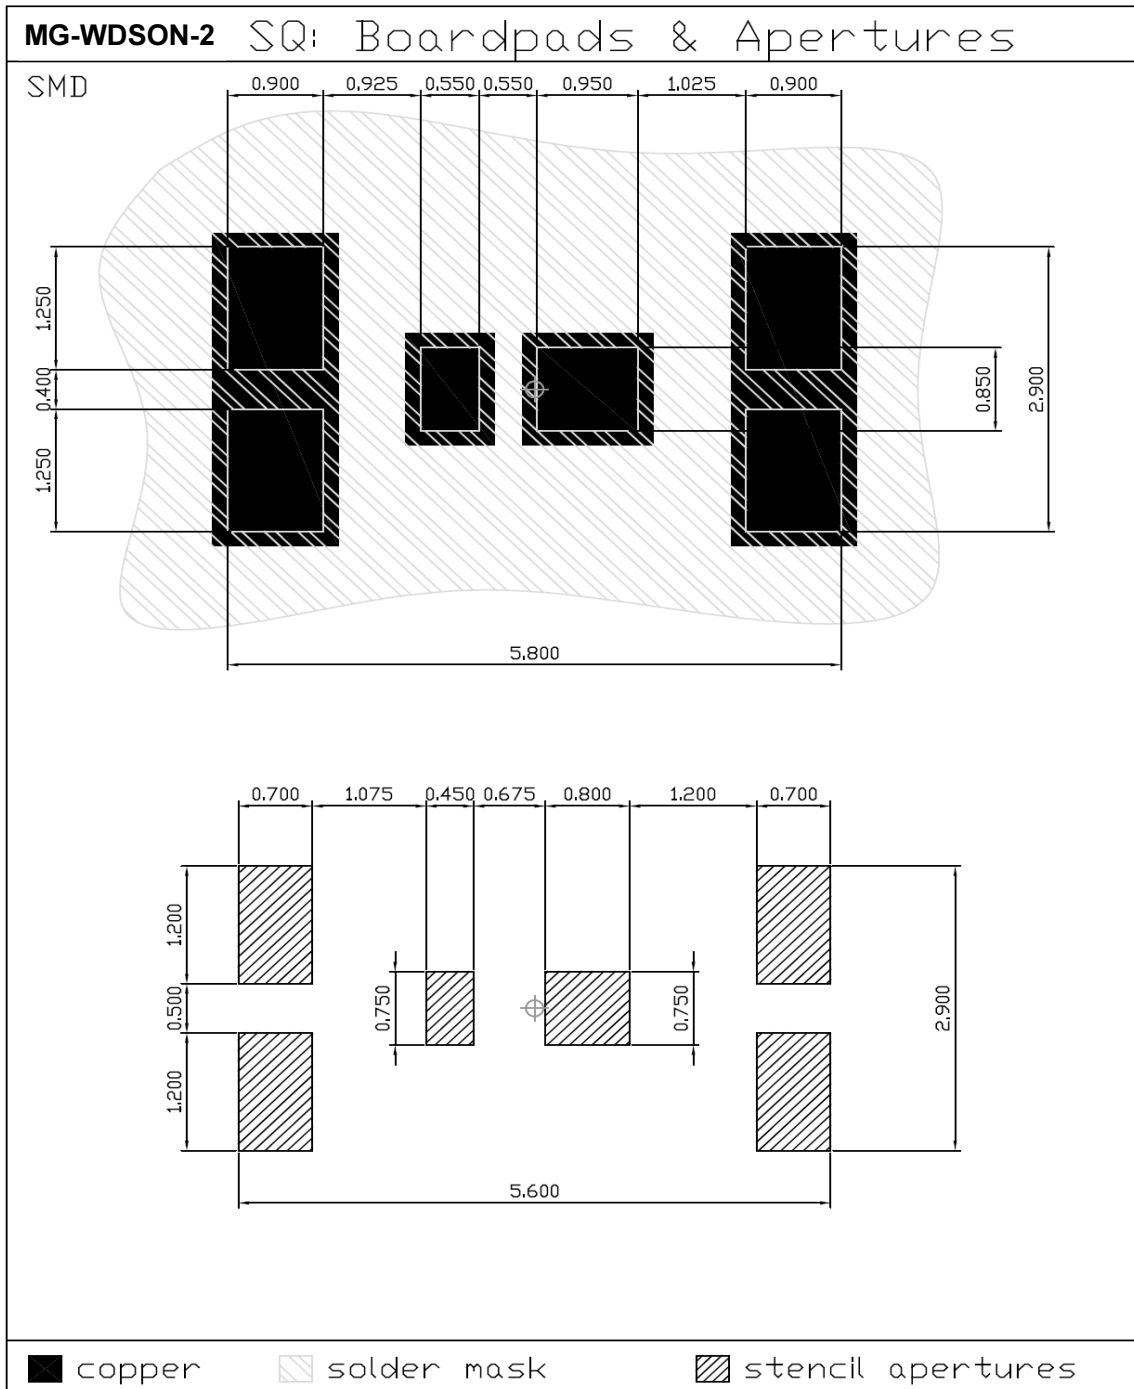 MG-WDSON-2 SQ: Boardpads & Apertures
SMD
0.900 0.925 0.550 0.550 0.950 1.025 0.900
1.250
0.400
1.250
0.850
2.900
5.800
0.700 1.075 0.450 0.675 0.800 1.200 0.700
1.200
0.500
1.200
0.750
0.750
2.900
5.600
copper solder mask stencil apertures